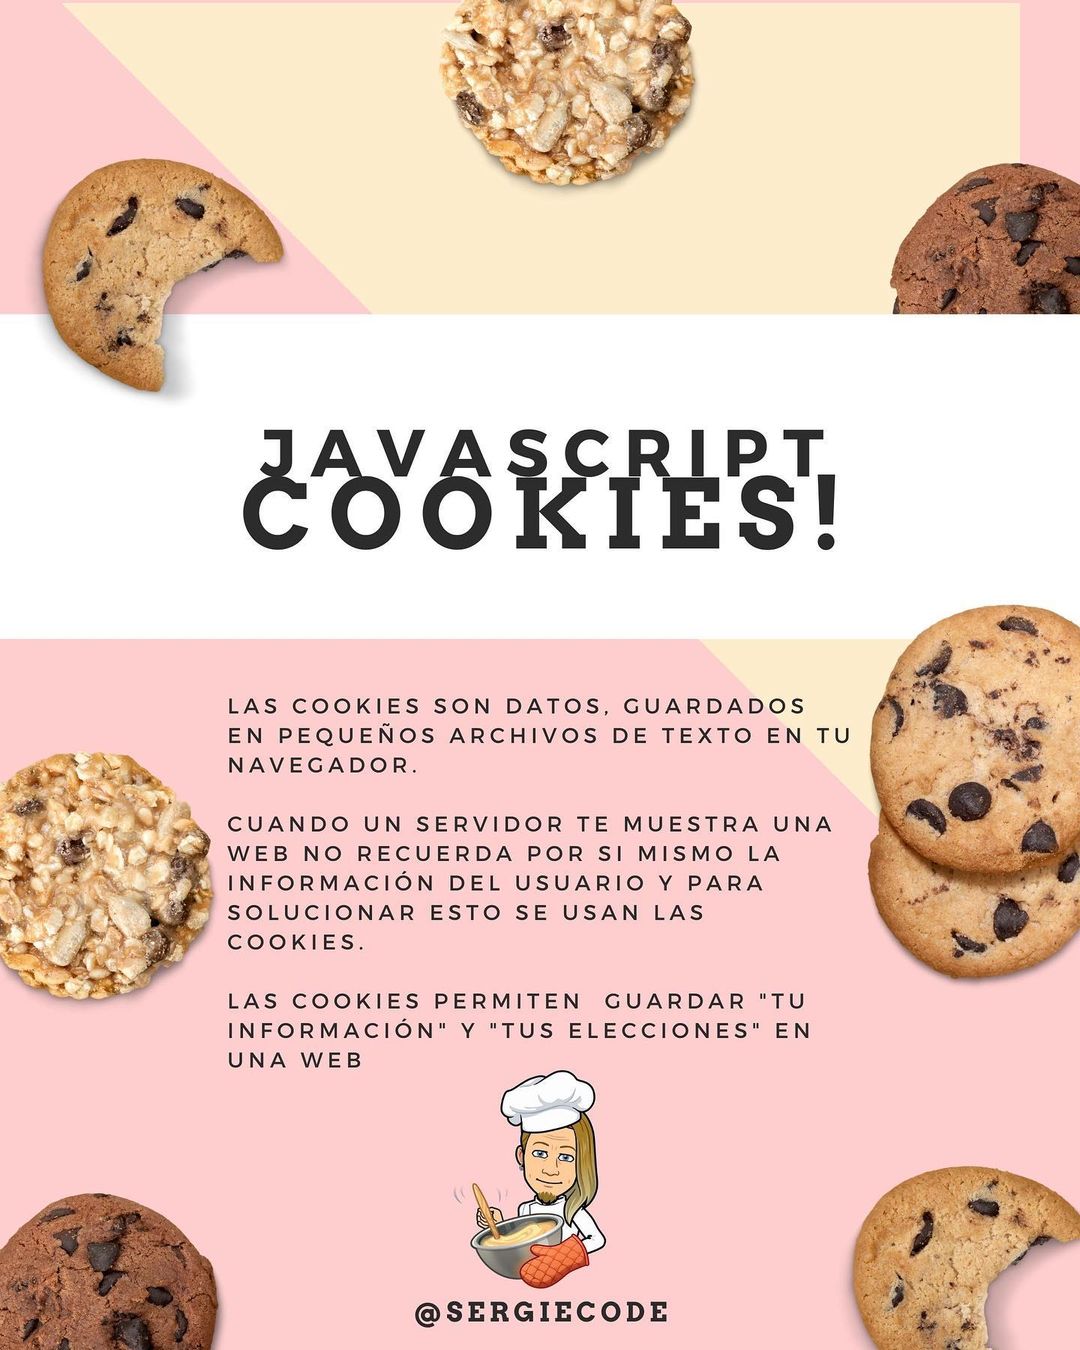 JAVASCRIPT
COOKIES!
LAS COOKIES SON DATOS, GUARDADOS
EN PEQUEÑOS ARCHIVOS DE TEXTO EN TU
NAVEGADOR.
CUANDO UN SERVIDOR TE MUESTRA UNA
WEB NO RECUERDA POR SI MISMO LA
INFORMACIÓN DEL USUARIO Y PARA
SOLUCIONAR ESTO SE USAN LAS
COOKIES.
LAS COOKIES PERMITEN  GUARDAR "TU
INFORMACIÓN" Y "TUS ELECCIONES" EN
UNA WEB
@SERGIECODE